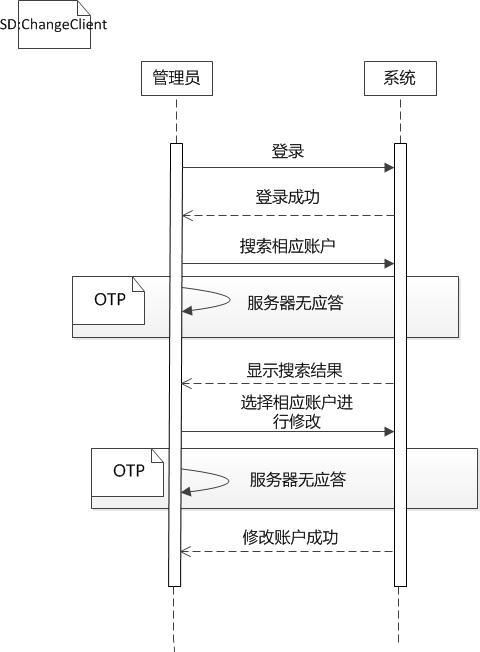 SD:ChangeClient
管理员
系统
登录
登录成功
搜索相应账户
OTP
服务器无应答
显示搜索结果
选择相应账户进
行修改
OTP
服务器无应答
修改账户成功